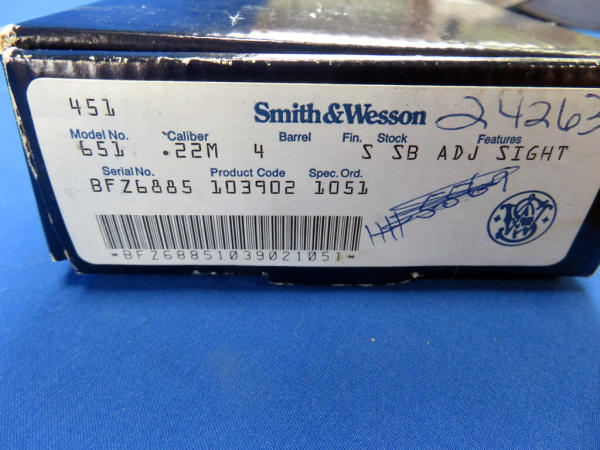 451 Smith&Wesson 24263
Model No. Caliber Barrel Fin. Stock Features
651 .22M 4 S SB ADJ SIGHT
Serial No. Product Code Spec. Ord.
BFZ6885 103902 1051
*BFZ68851039021051*